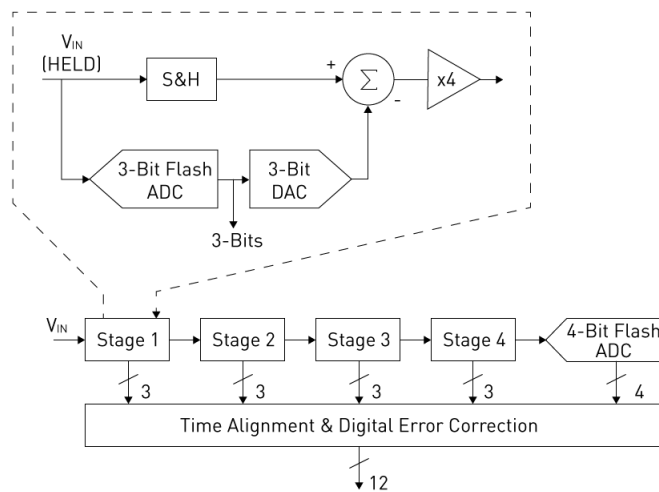 VIN
(HELD)
S&H
+
Σ
-
x4
3-Bit Flash
ADC
3-Bit
DAC
3-Bits
VIN
Stage 1
Stage 2
Stage 3
Stage 4
4-Bit Flash
ADC
3
3
3
3
4
Time Alignment & Digital Error Correction
12